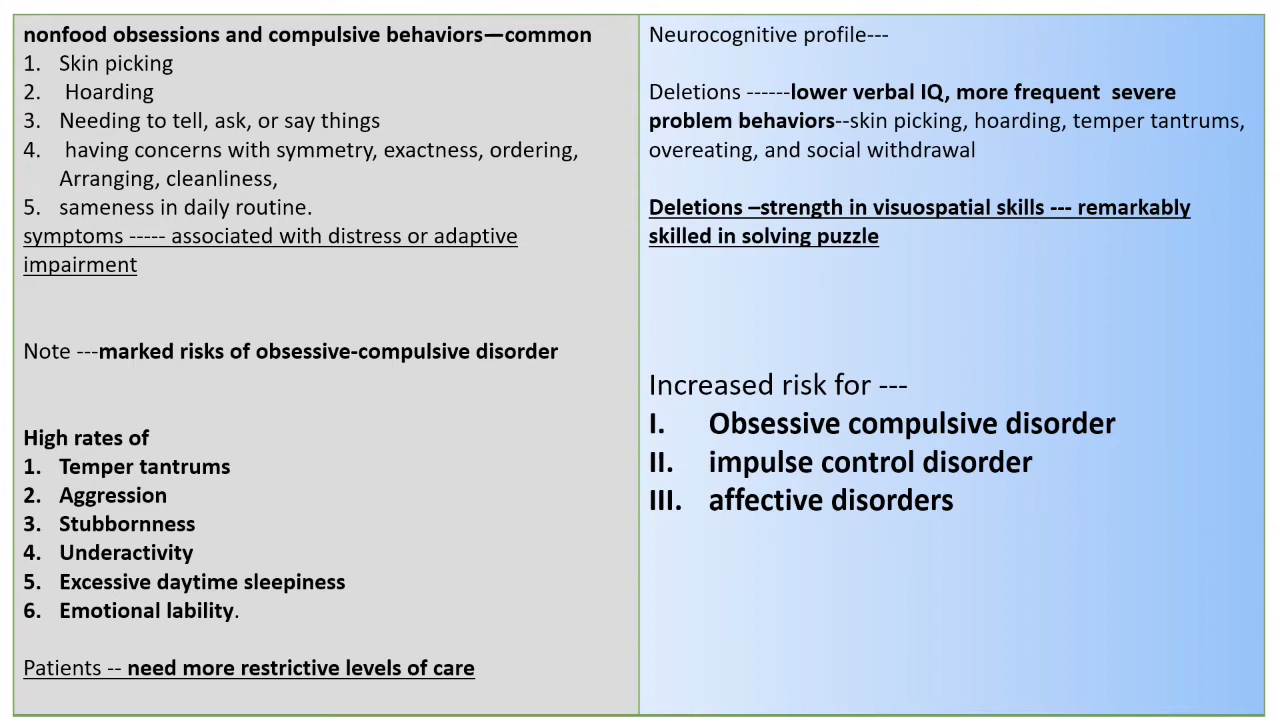 nonfood obsessions and compulsive behaviors—common
1. Skin picking
2. Hoarding
3. Needing to tell, ask, or say things
4. having concerns with symmetry, exactness, ordering,
Arranging, cleanliness,
5. sameness in daily routine.
symptoms ----- associated with distress or adaptive
impairment
Note ---marked risks of obsessive-compulsive disorder
High rates of
1. Temper tantrums
2. Aggression
3. Stubbornness
4. Underactivity
5. Excessive daytime sleepiness
6. Emotional lability.
Patients -- need more restrictive levels of care
Neurocognitive profile---
Deletions ------lower verbal IQ, more frequent severe
problem behaviors--skin picking, hoarding, temper tantrums,
overeating, and social withdrawal
Deletions –strength in visuospatial skills --- remarkably
skilled in solving puzzle
Increased risk for ---
I. Obsessive compulsive disorder
II. impulse control disorder
III. affective disorders